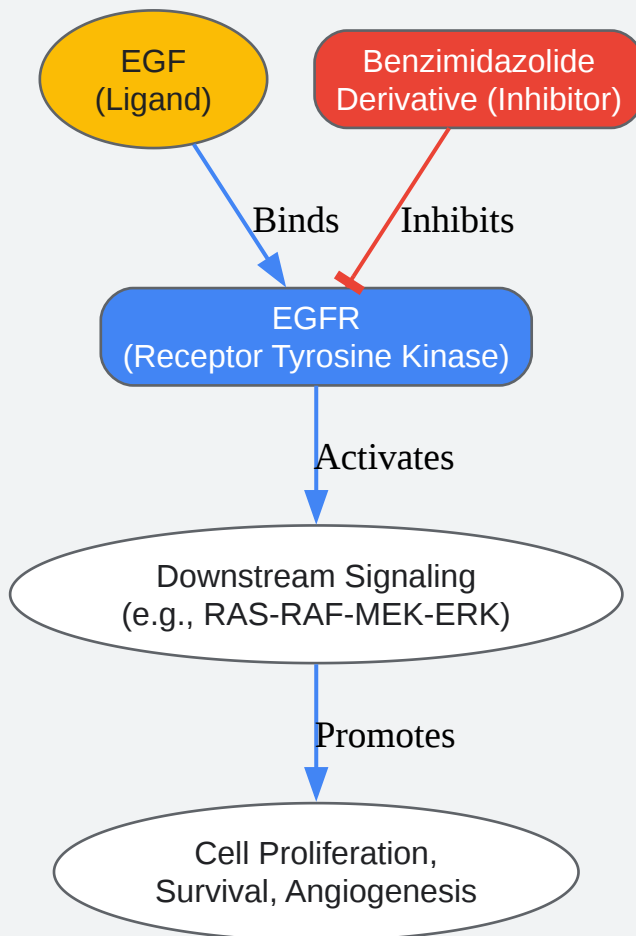 EGF
(Ligand)
Benzimidazolide
Derivative (Inhibitor)
Binds
Inhibits
EGFR
(Receptor Tyrosine Kinase)
Activates
Downstream Signaling
(e.g., RAS-RAF-MEK-ERK)
Promotes
Cell Proliferation,
Survival, Angiogenesis